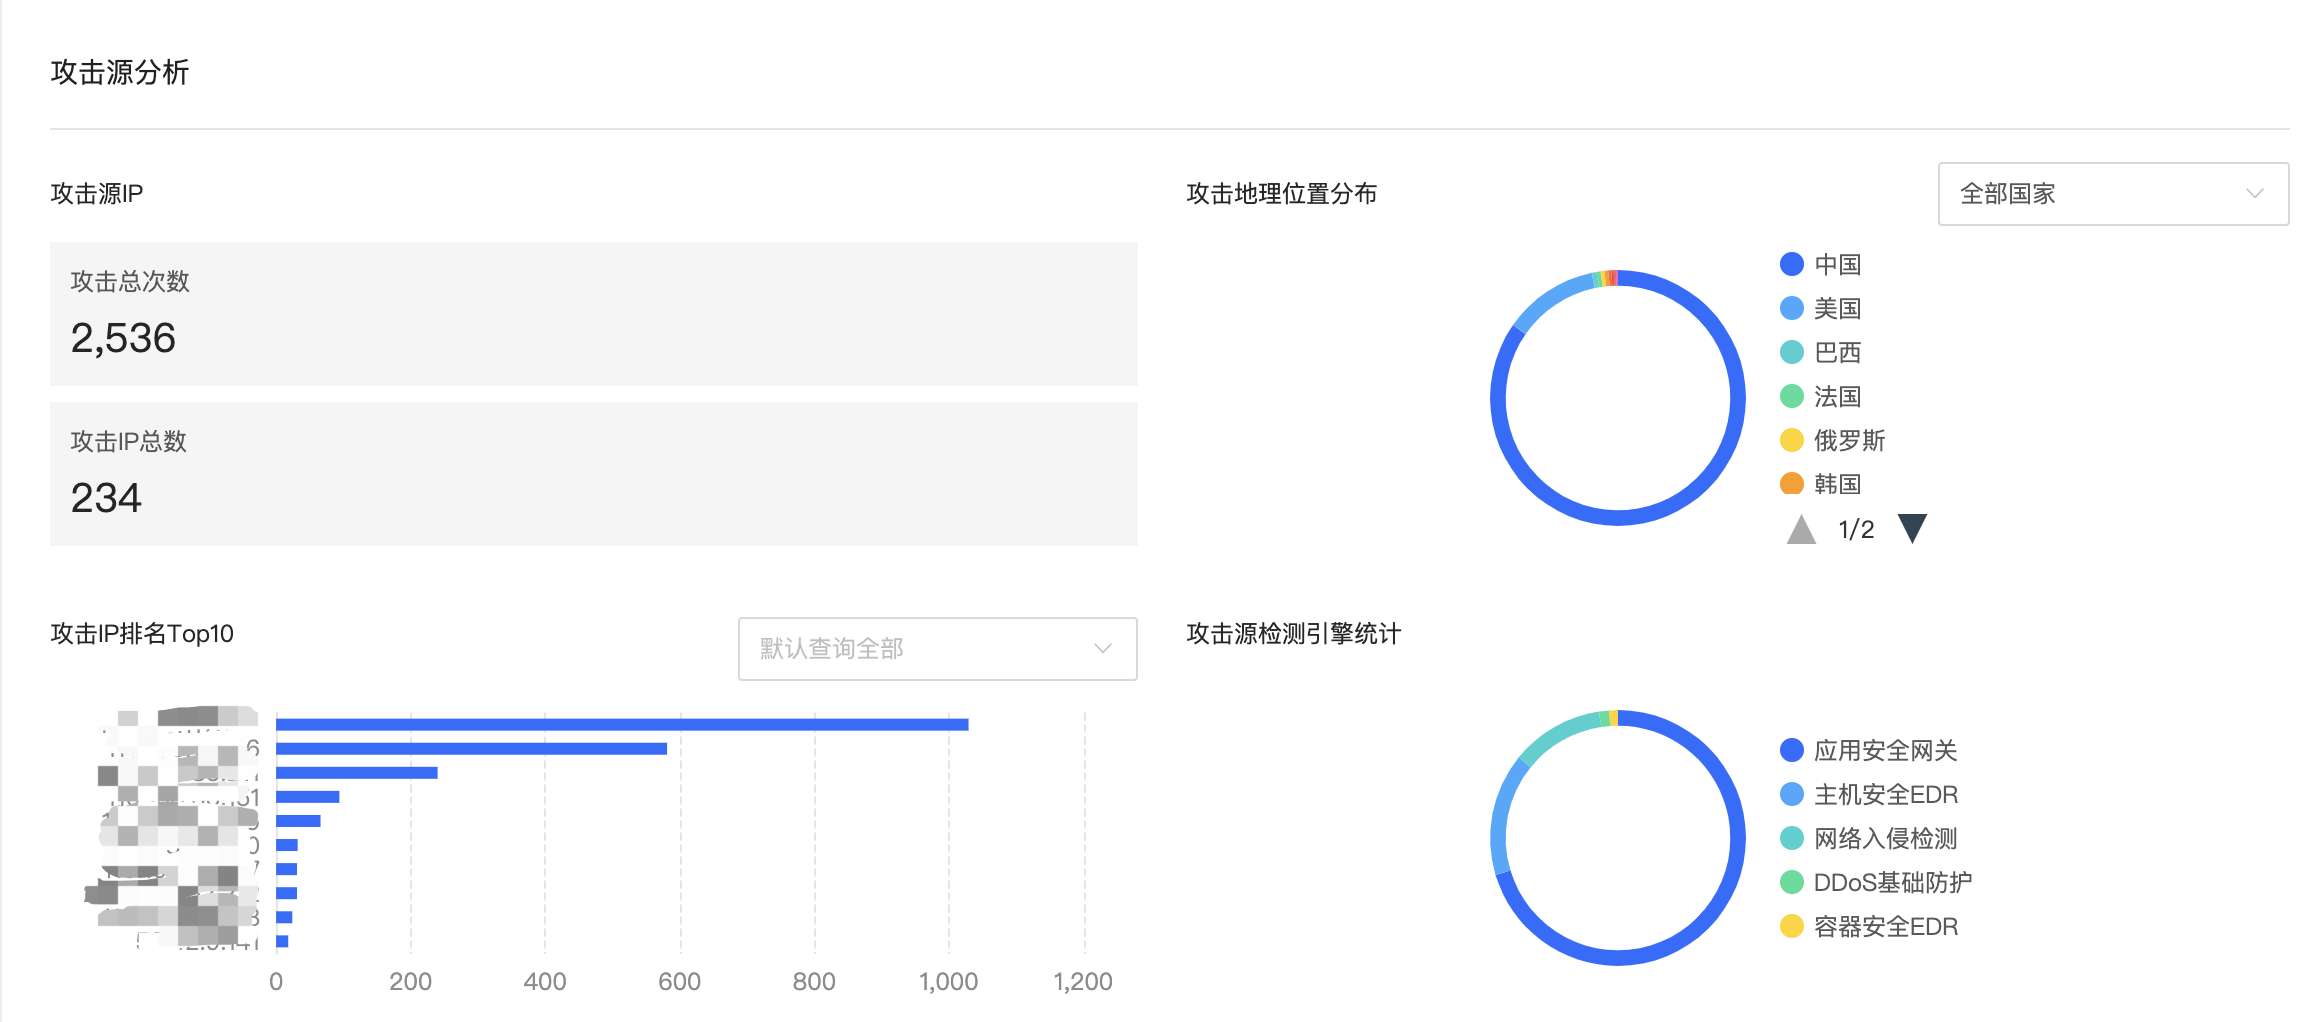 攻击源分析
攻击源IP
攻击总次数
2,536
攻击IP总数
234
攻击地理位置分布
全部国家
中国
美国
巴西
法国
俄罗斯
韩国
1/2
攻击IP排名Top10
默认查询全部
0
200
400
600
800
1,000
1,200
攻击源检测引擎统计
应用安全网关
主机安全EDR
网络入侵检测
DDoS基础防护
容器安全EDR